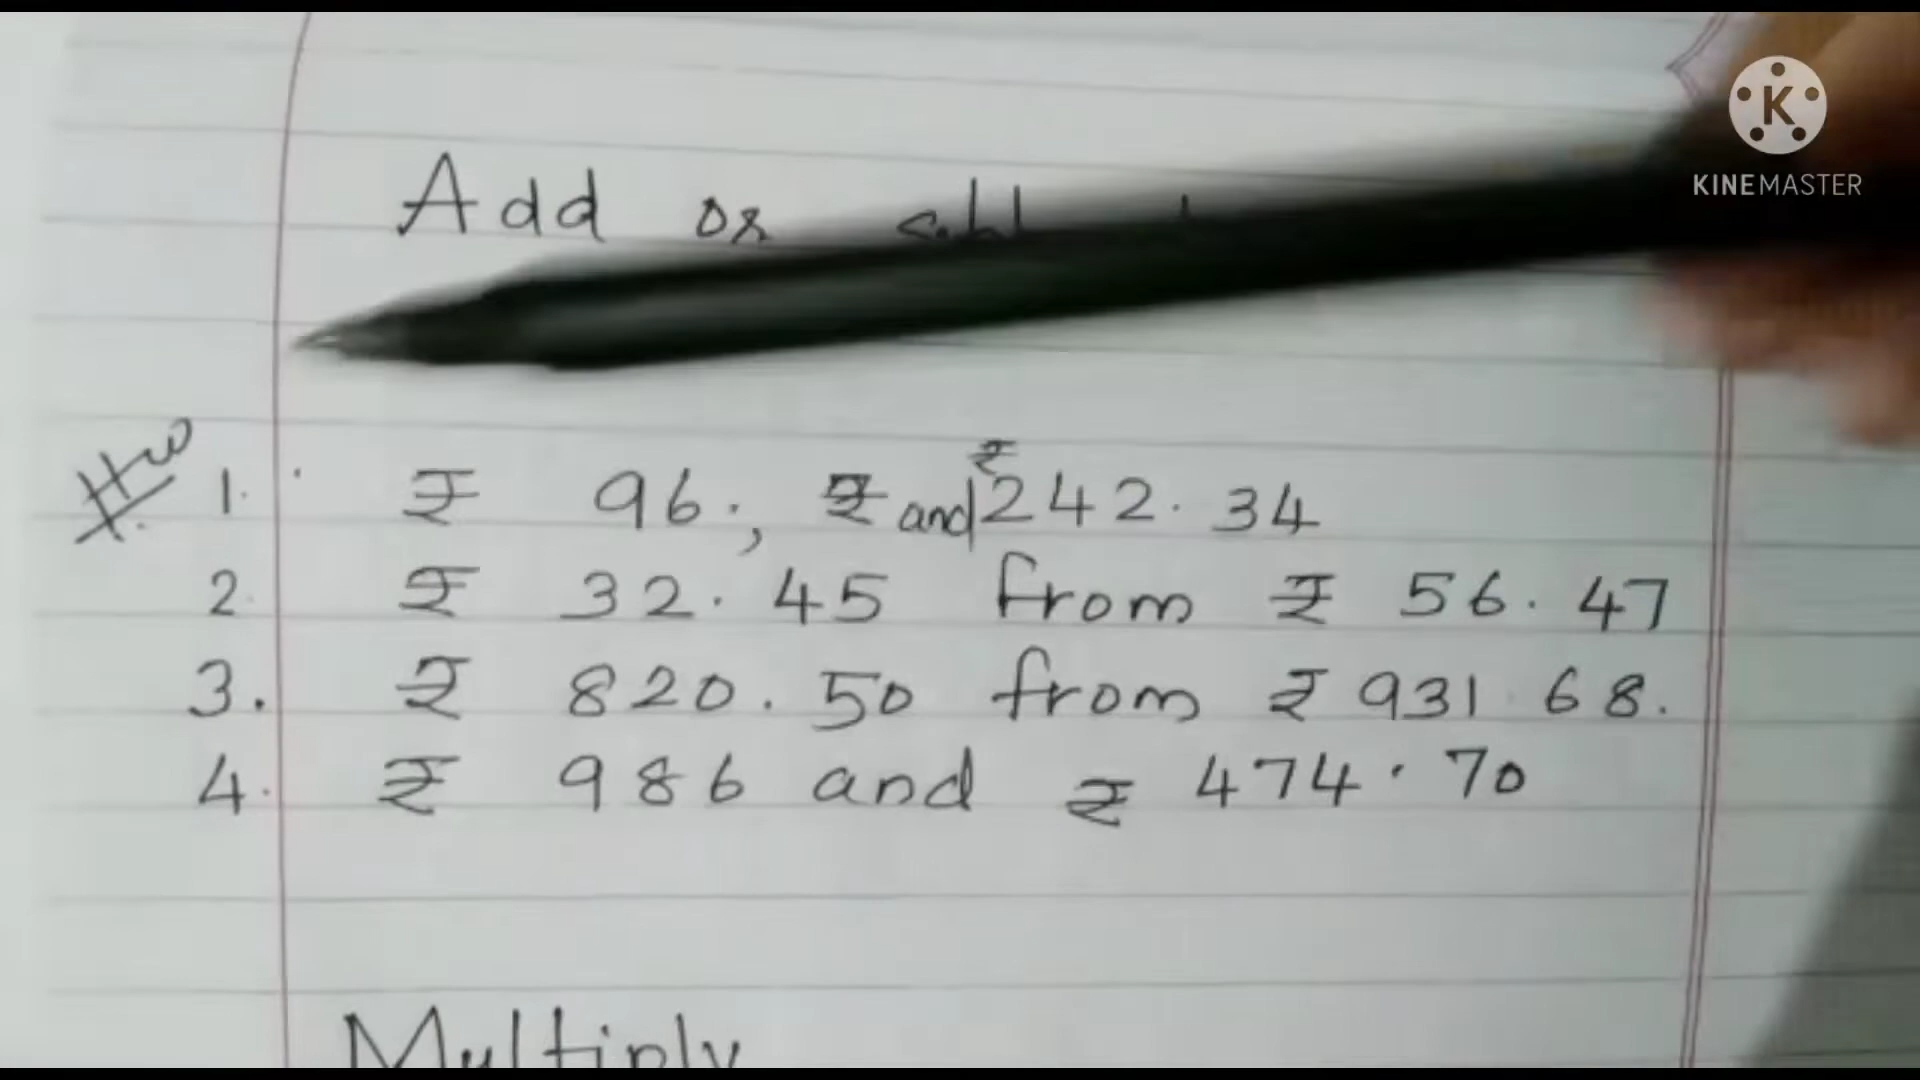 Add or
HW
1. ₹ 96., and ₹242.34
2. ₹ 32.45 from ₹ 56.47
3. ₹ 820.50 from ₹ 931 68.
4. ₹ 986 and ₹ 474.70
Multiply
K
KINEMASTER